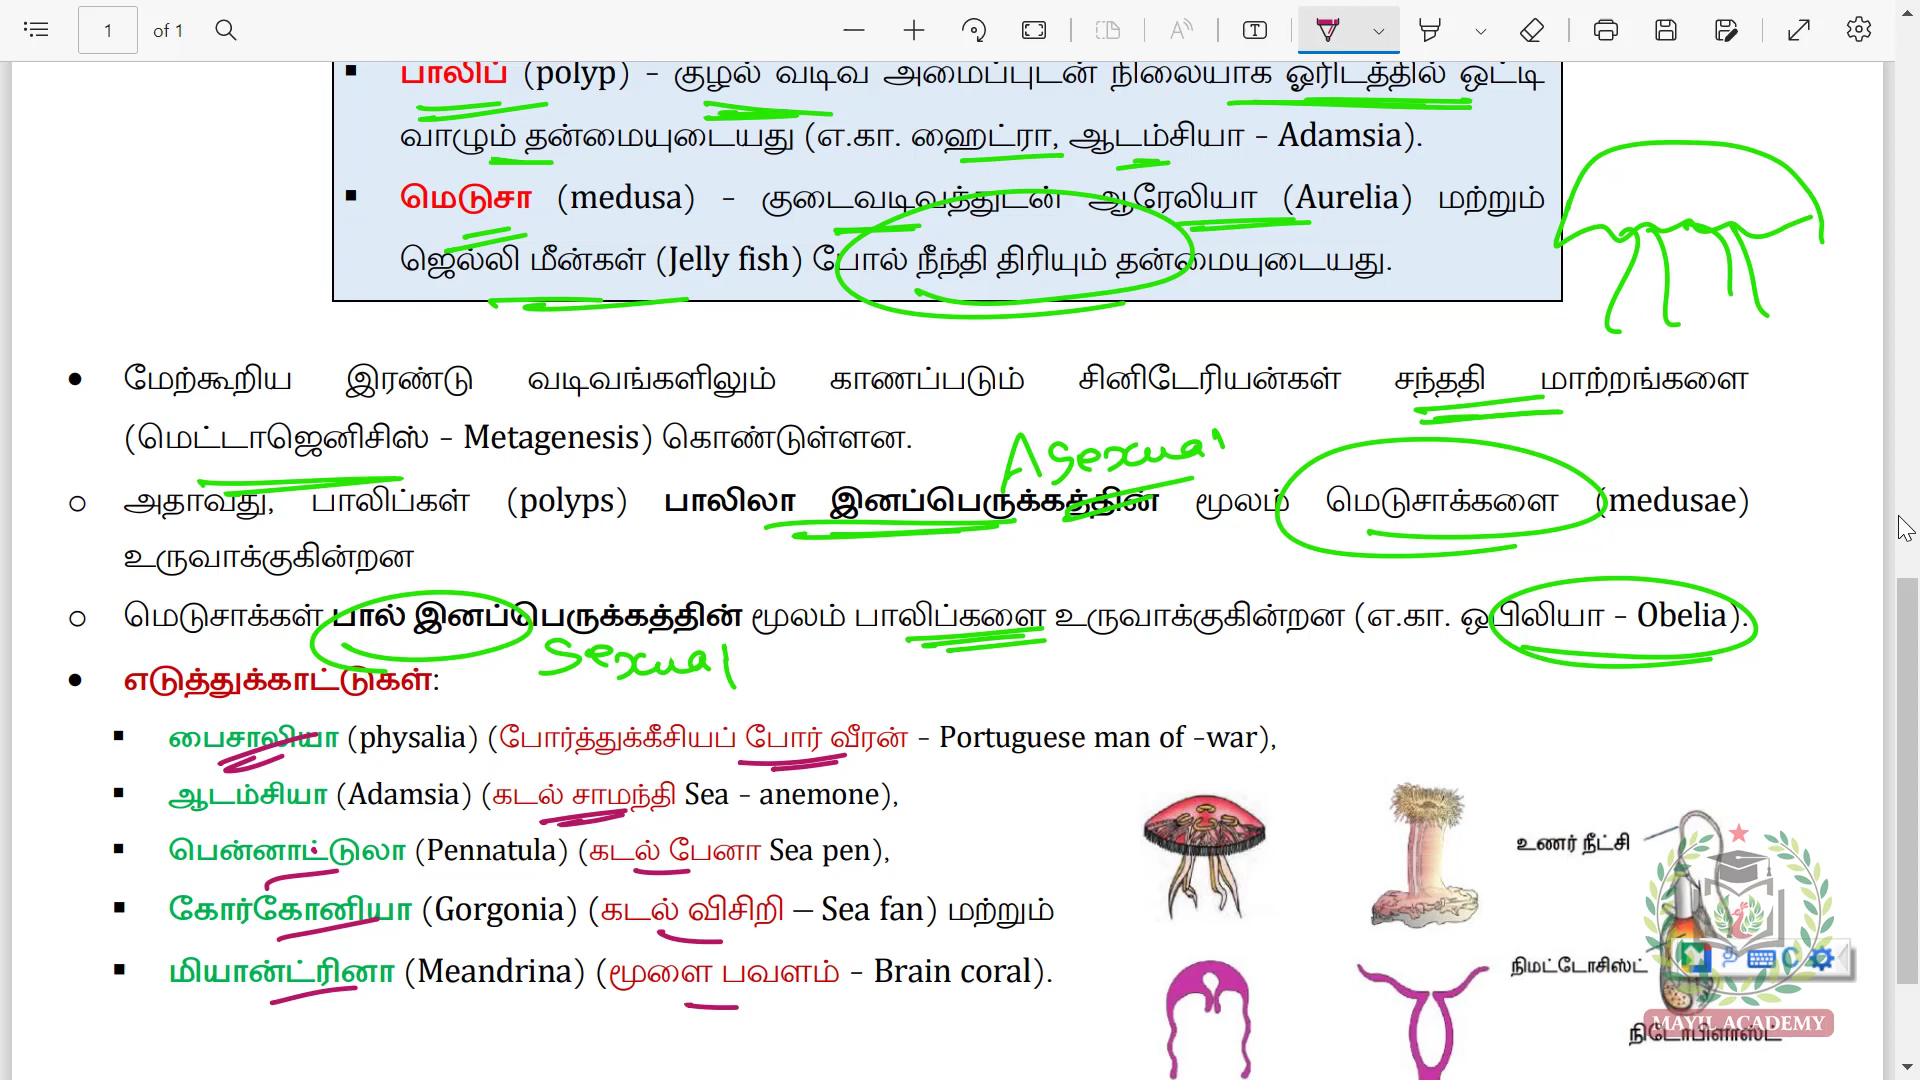 1 of 1
▪ பாலிப் (polyp) – குழல் வடிவ அமைப்புடன் நிலையாக ஓரிடத்தில் ஒட்டி
வாழும் தன்மையுடையது (எ.கா. ஹைட்ரா, ஆடம்சியா – Adamsia).
▪ மெடுசா (medusa) – குடைவடிவத்துடன் ஆரேலியா (Aurelia) மற்றும்
ஜெல்லி மீன்கள் (Jelly fish) போல் நீந்தி திரியும் தன்மையுடையது.
● மேற்கூறிய இரண்டு வடிவங்களிலும் காணப்படும் சினிடேரியன்கள் சந்ததி மாற்றங்களை
(மெட்டாஜெனிசிஸ் – Metagenesis) கொண்டுள்ளன.
Asexual
○ அதாவது, பாலிப்கள் (polyps) பாலிலா இனப்பெருக்கத்தின் மூலம் மெடுசாக்களை (medusae)
உருவாக்குகின்றன
○ மெடுசாக்கள் பால் இனப்பெருக்கத்தின் மூலம் பாலிப்களை உருவாக்குகின்றன (எ.கா. ஒபிலியா – Obelia).
Sexual
● எடுத்துக்காட்டுகள்:
▪ பைசாலியா (physalia) (போர்த்துக்கீசியப் போர் வீரன் – Portuguese man of -war),
▪ ஆடம்சியா (Adamsia) (கடல் சாமந்தி Sea – anemone),
▪ பென்னாட்டுலா (Pennatula) (கடல் பேனா Sea pen),
▪ கோர்கோனியா (Gorgonia) (கடல் விசிறி – Sea fan) மற்றும்
▪ மியான்ட்ரினா (Meandrina) (மூளை பவளம் – Brain coral).
உணர் நீட்சி
நிமட்டோசிஸ்ட்
MAYIL ACADEMY
நிடோபிளாஸ்ட்